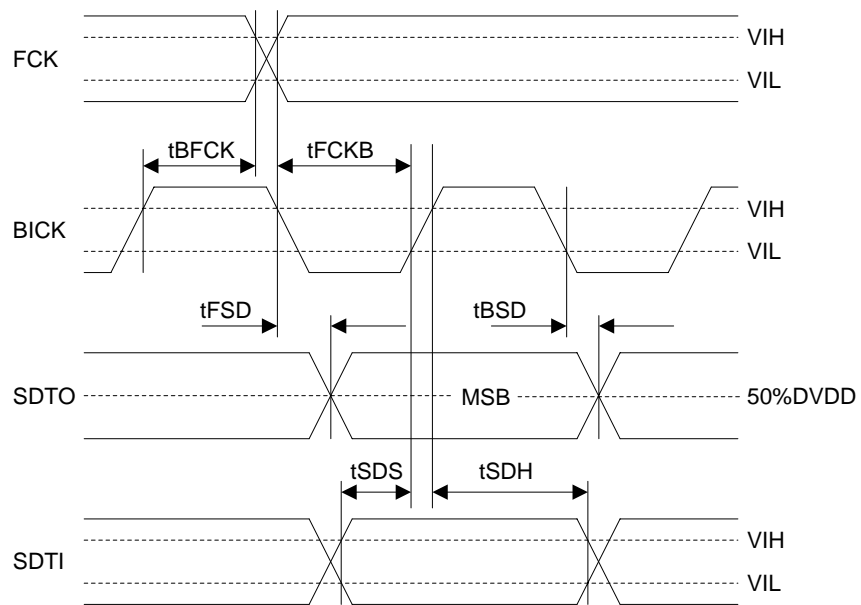 FCK
VIH
VIL
tBFCK
tFCKB
BICK
VIH
VIL
tFSD
tBSD
SDTO
MSB
50%DVDD
tSDS
tSDH
SDTI
VIH
VIL